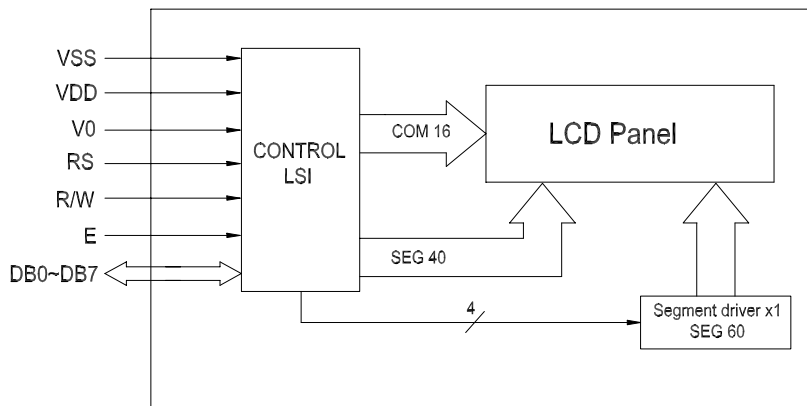 VSS
VDD
V0
RS
R/W
E
DB0~DB7
CONTROL
LSI
COM 16
LCD Panel
SEG 40
4
Segment driver x1
SEG 60